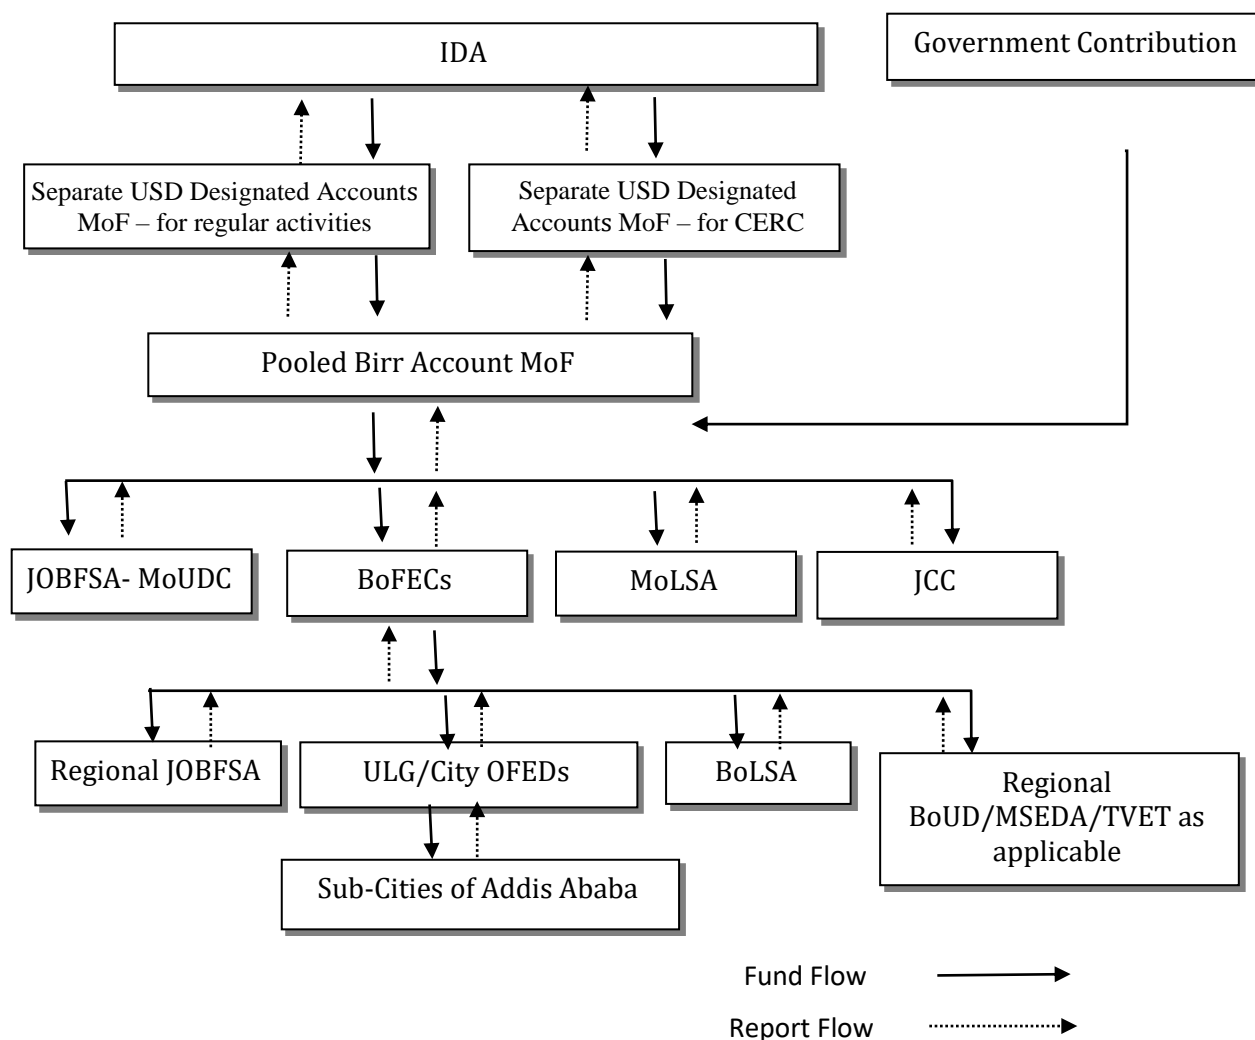 IDA
Government Contribution
Separate USD Designated Accounts
MoF – for regular activities
Separate USD Designated
Accounts MoF – for CERC
Pooled Birr Account MoF
JOBFSA- MoUDC
BoFECs
MoLSA
JCC
Regional JOBFSA
ULG/City OFEDs
BoLSA
Regional
BoUD/MSEDA/TVET as
applicable
Sub-Cities of Addis Ababa
Fund Flow
Report Flow